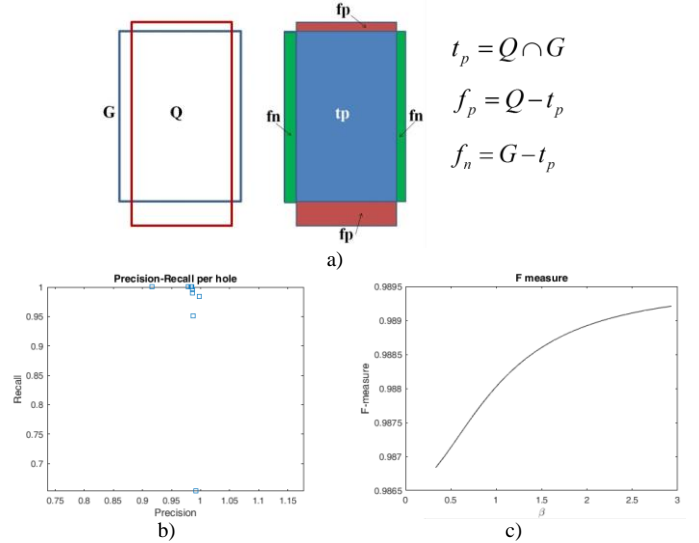 fp
G
Q
fn
tp
fn
fp
t_p = Q ∩ G
f_p = Q − t_p
f_n = G − t_p
a)
Precision-Recall per hole
1
0.95
0.9
0.85
0.8
0.75
0.7
Recall
0.75 0.8 0.85 0.9 0.95 1 1.05 1.1 1.15
Precision
b)
F measure
0.9895
0.989
0.9885
0.988
0.9875
0.987
0.9865
F-measure
0 0.5 1 1.5 2 2.5 3
β
c)